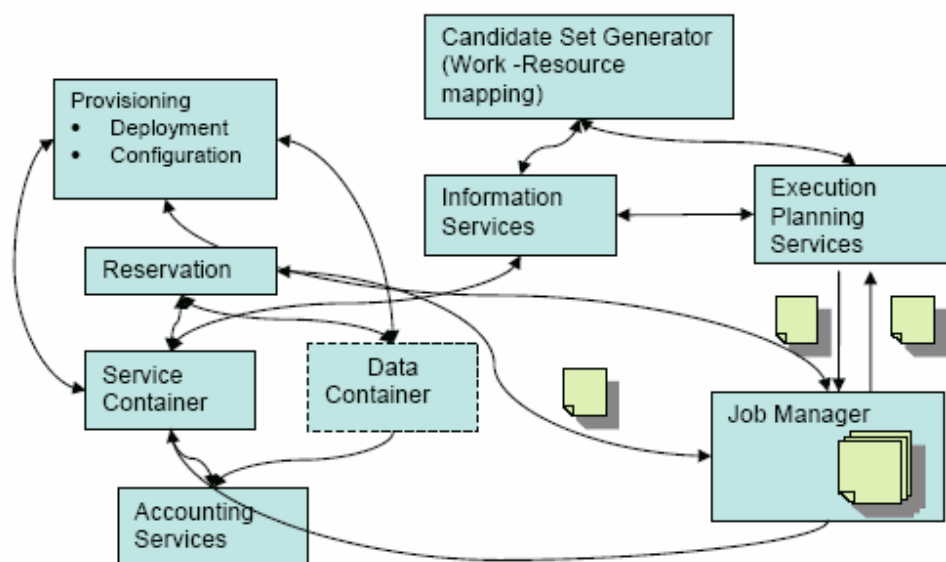 Candidate Set Generator
(Work -Resource
mapping)
Provisioning
• Deployment
• Configuration
Information
Services
Execution
Planning
Services
Reservation
Service
Container
Data
Container
Job Manager
Accounting
Services